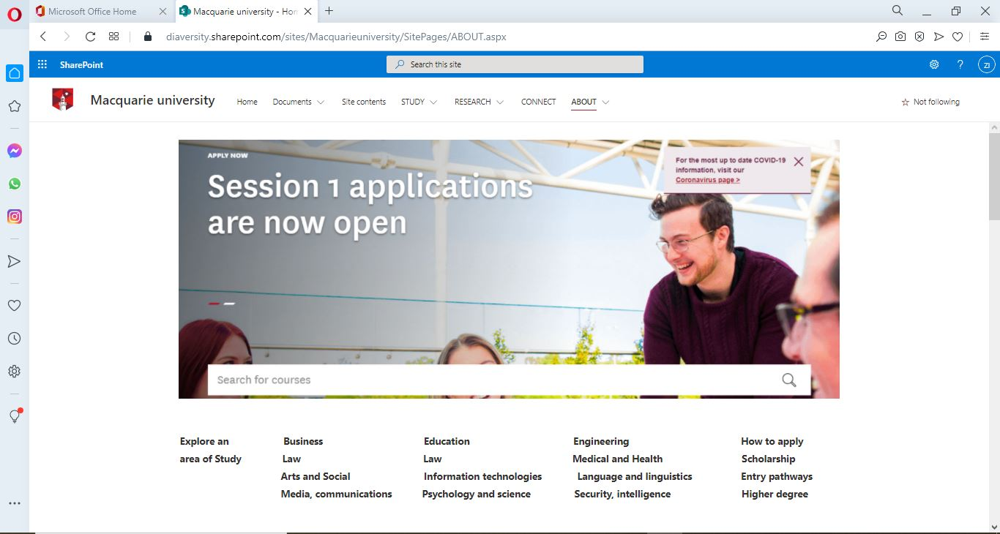 Microsoft Office Home
Macquarie university - Hor
diaversity.sharepoint.com/sites/Macquarieuniversity/SitePages/ABOUT.aspx
SharePoint
Search this site
ZI
Macquarie university
Home
Documents
Site contents
STUDY
RESEARCH
CONNECT
ABOUT
Not following
APPLY NOW
Session 1 applications
are now open
For the most up to date COVID-19
information, visit our
Coronavirus page >
Search for courses
Explore an
area of Study
Business
Law
Arts and Social
Media, communications
Education
Law
Information technologies
Psychology and science
Engineering
Medical and Health
Language and linguistics
Security, intelligence
How to apply
Scholarship
Entry pathways
Higher degree